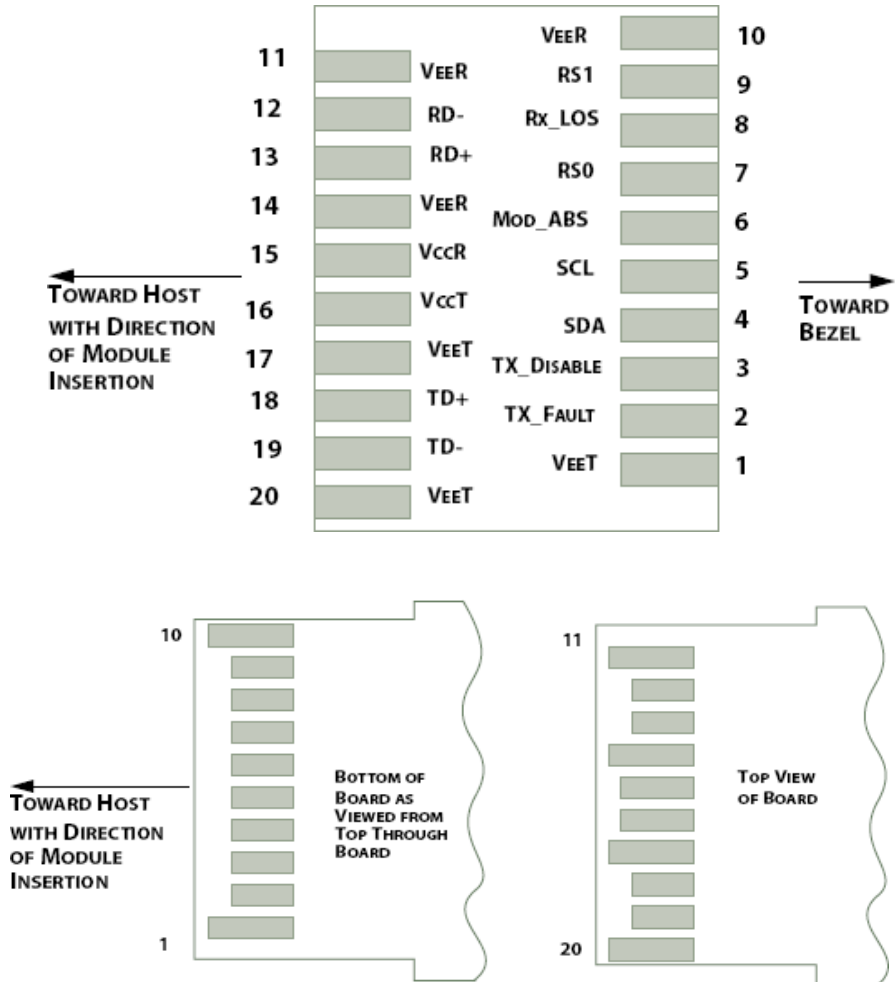 VEER 10
11 VEER
RS1 9
12 RD-
RX_LOS 8
13 RD+
RS0 7
14 VEER
MOD_ABS 6
15 VCCR
SCL 5
16 VCCT
SDA 4
17 VEET
TX_DISABLE 3
18 TD+
TX_FAULT 2
19 TD-
VEET 1
20 VEET
TOWARD HOST
WITH DIRECTION
OF MODULE
INSERTION
TOWARD
BEZEL
10
1
BOTTOM OF
BOARD AS
VIEWED FROM
TOP THROUGH
BOARD
TOWARD HOST
WITH DIRECTION
OF MODULE
INSERTION
11
20
TOP VIEW
OF BOARD